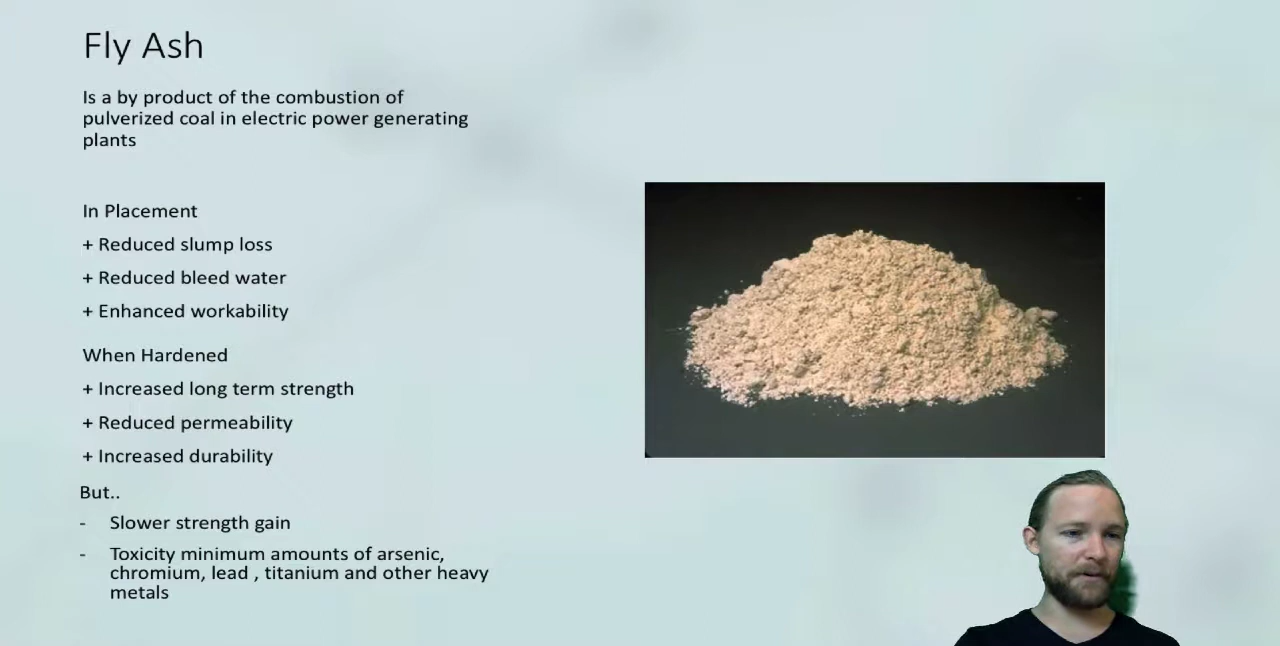 Fly Ash
Is a by product of the combustion of
pulverized coal in electric power generating
plants
In Placement
+ Reduced slump loss
+ Reduced bleed water
+ Enhanced workability
When Hardened
+ Increased long term strength
+ Reduced permeability
+ Increased durability
But..
- Slower strength gain
- Toxicity minimum amounts of arsenic,
chromium, lead , titanium and other heavy
metals